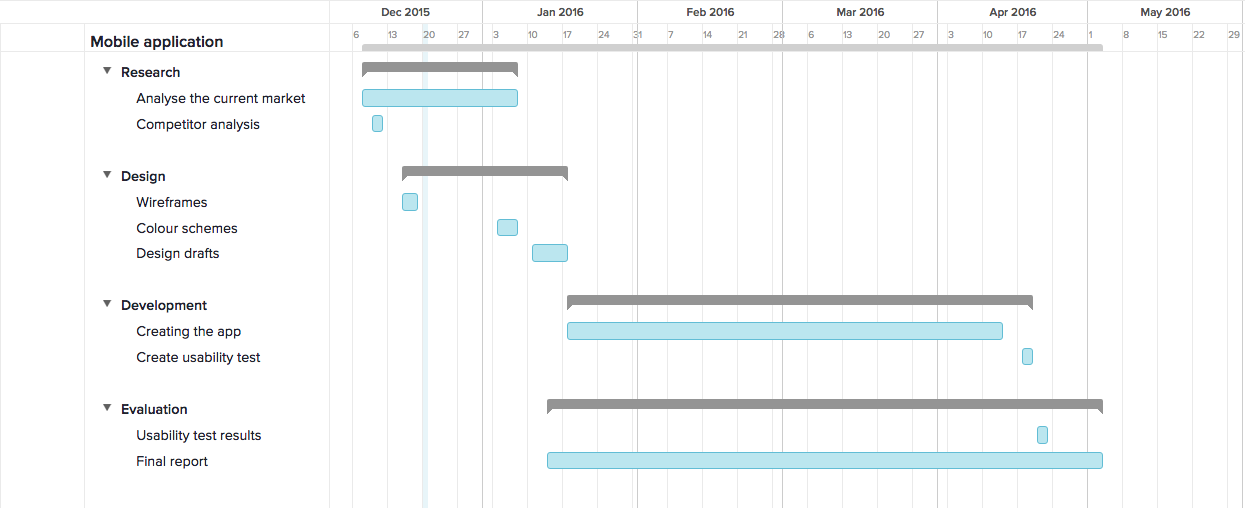 Dec 2015 Jan 2016 Feb 2016 Mar 2016 Apr 2016 May 2016
6 13 20 27 3 10 17 24 31 7 14 21 28 6 13 20 27 3 10 17 24 1 8 15 22 29
Mobile application
Research
Analyse the current market
Competitor analysis
Design
Wireframes
Colour schemes
Design drafts
Development
Creating the app
Create usability test
Evaluation
Usability test results
Final report